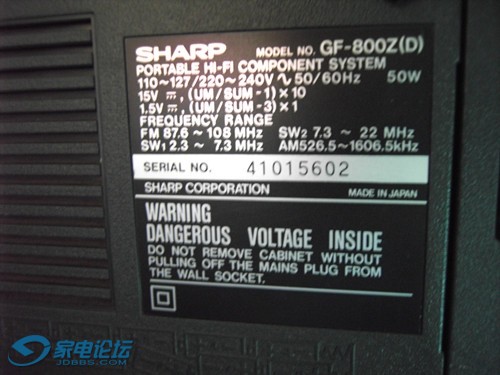 SHARP MODEL NO. GF-800Z(D)
PORTABLE HI-FI COMPONENT SYSTEM
110~127/220~240V ∿ 50/60Hz 50W
15V ⎓, (UM/SUM-1)×10
1.5V ⎓, (UM/SUM-3)×1
FREQUENCY RANGE
FM 87.6~108 MHz SW2 7.3~22 MHz
SW1 2.3~7.3 MHz AM526.5~1606.5kHz
SERIAL NO. 41015602
SHARP CORPORATION MADE IN JAPAN
WARNING
DANGEROUS VOLTAGE INSIDE
DO NOT REMOVE CABINET WITHOUT
PULLING OFF THE MAINS PLUG FROM
THE WALL SOCKET.
家电论坛
JDBBS.COM